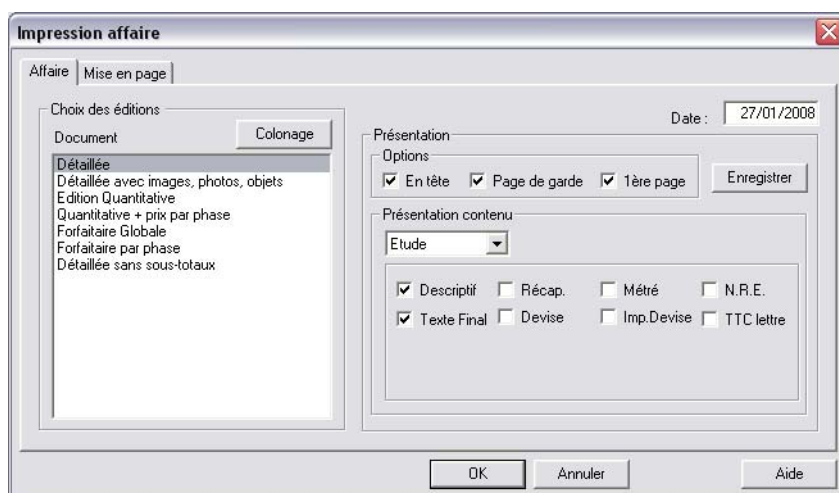 Impression affaire
Affaire
Mise en page
Choix des éditions
Document
Colonage
Détaillée
Détaillée avec images, photos, objets
Edition Quantitative
Quantitative + prix par phase
Forfaitaire Globale
Forfaitaire par phase
Détaillée sans sous-totaux
Date : 27/01/2008
Présentation
Options
En tête
Page de garde
1ère page
Enregistrer
Présentation contenu
Etude
Descriptif
Récap.
Métré
N.R.E.
Texte Final
Devise
Imp.Devise
TTC lettre
OK
Annuler
Aide